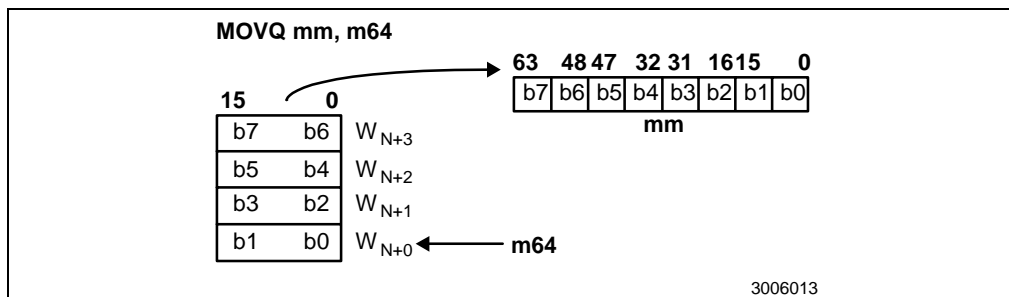 MOVQ mm, m64
63 48 47 32 31 16 15 0
b7 b6 b5 b4 b3 b2 b1 b0
mm
15 0
b7 b6 W N+3
b5 b4 W N+2
b3 b2 W N+1
b1 b0 W N+0 m64
3006013